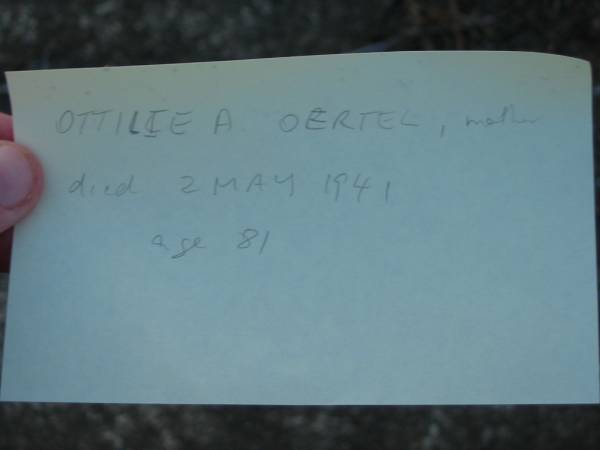 OTTILIE A OERTEL, mother
died 2 MAY 1941
age 81